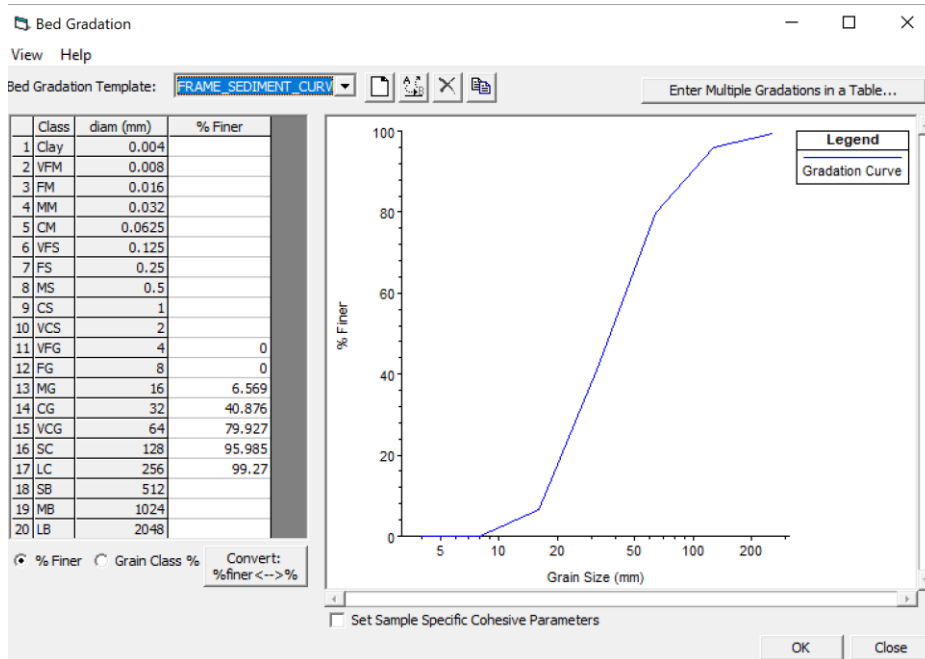 Bed Gradation
View Help
Bed Gradation Template: FRAME_SEDIMENT_CURV Enter Multiple Gradations in a Table...
Class diam (mm) % Finer
1 Clay 0.004
2 VFM 0.008
3 FM 0.016
4 MM 0.032
5 CM 0.0625
6 VFS 0.125
7 FS 0.25
8 MS 0.5
9 CS 1
10 VCS 2
11 VFG 4 0
12 FG 8 0
13 MG 16 6.569
14 CG 32 40.876
15 VCG 64 79.927
16 SC 128 95.985
17 LC 256 99.27
18 SB 512
19 MB 1024
20 LB 2048
% Finer Grain Class % Convert:
%finer<-->%
Legend
Gradation Curve
% Finer
100
80
60
40
20
0
5 10 20 50 100 200
Grain Size (mm)
Set Sample Specific Cohesive Parameters
OK Close